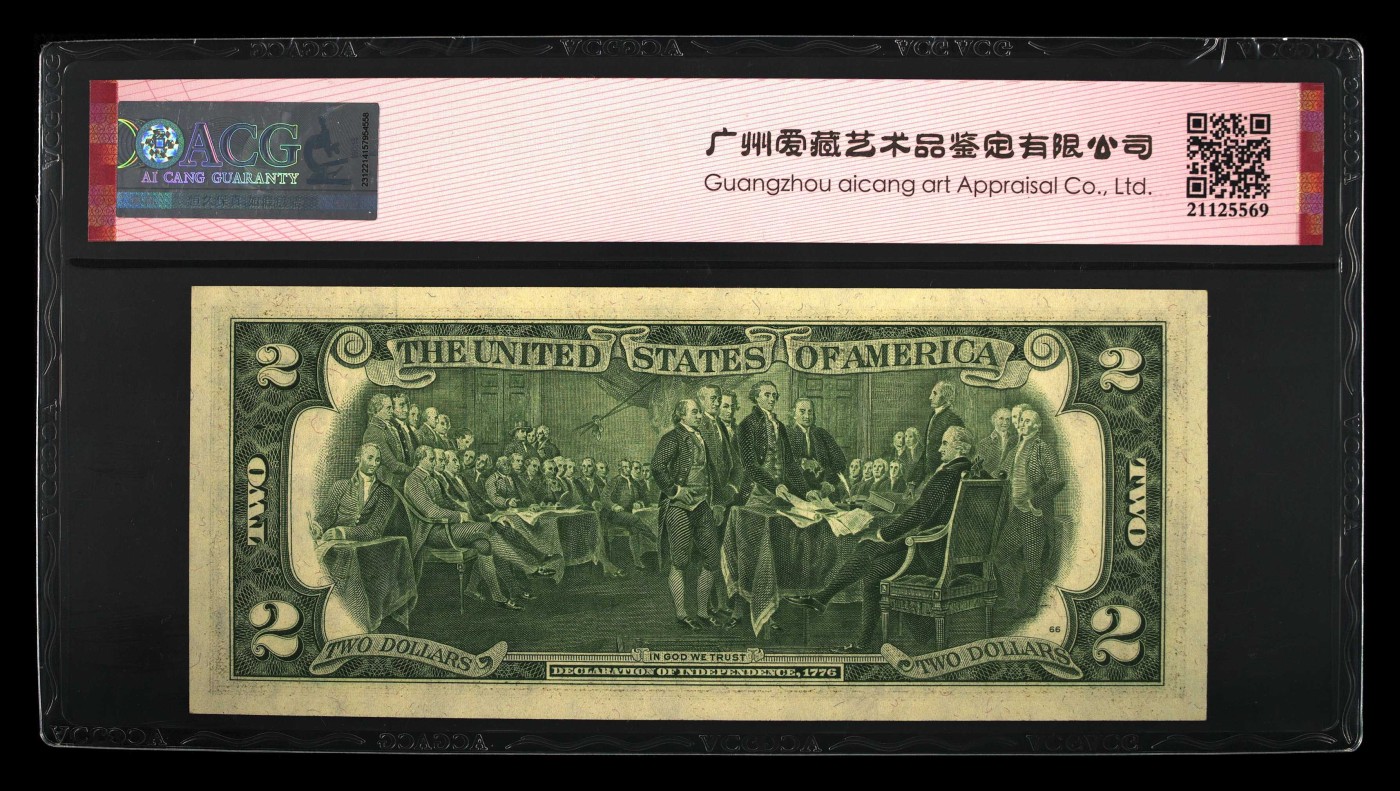 ACG
AI CANG GUARANTY
2312214157954558
广州爱藏艺术品鉴定有限公司
Guangzhou aicang art Appraisal Co., Ltd.
21125569
2 THE UNITED STATES OF AMERICA 2
TWO TWO
66
2 TWO DOLLARS TWO DOLLARS 2
IN GOD WE TRUST
DECLARATION OF INDEPENDENCE, 1776